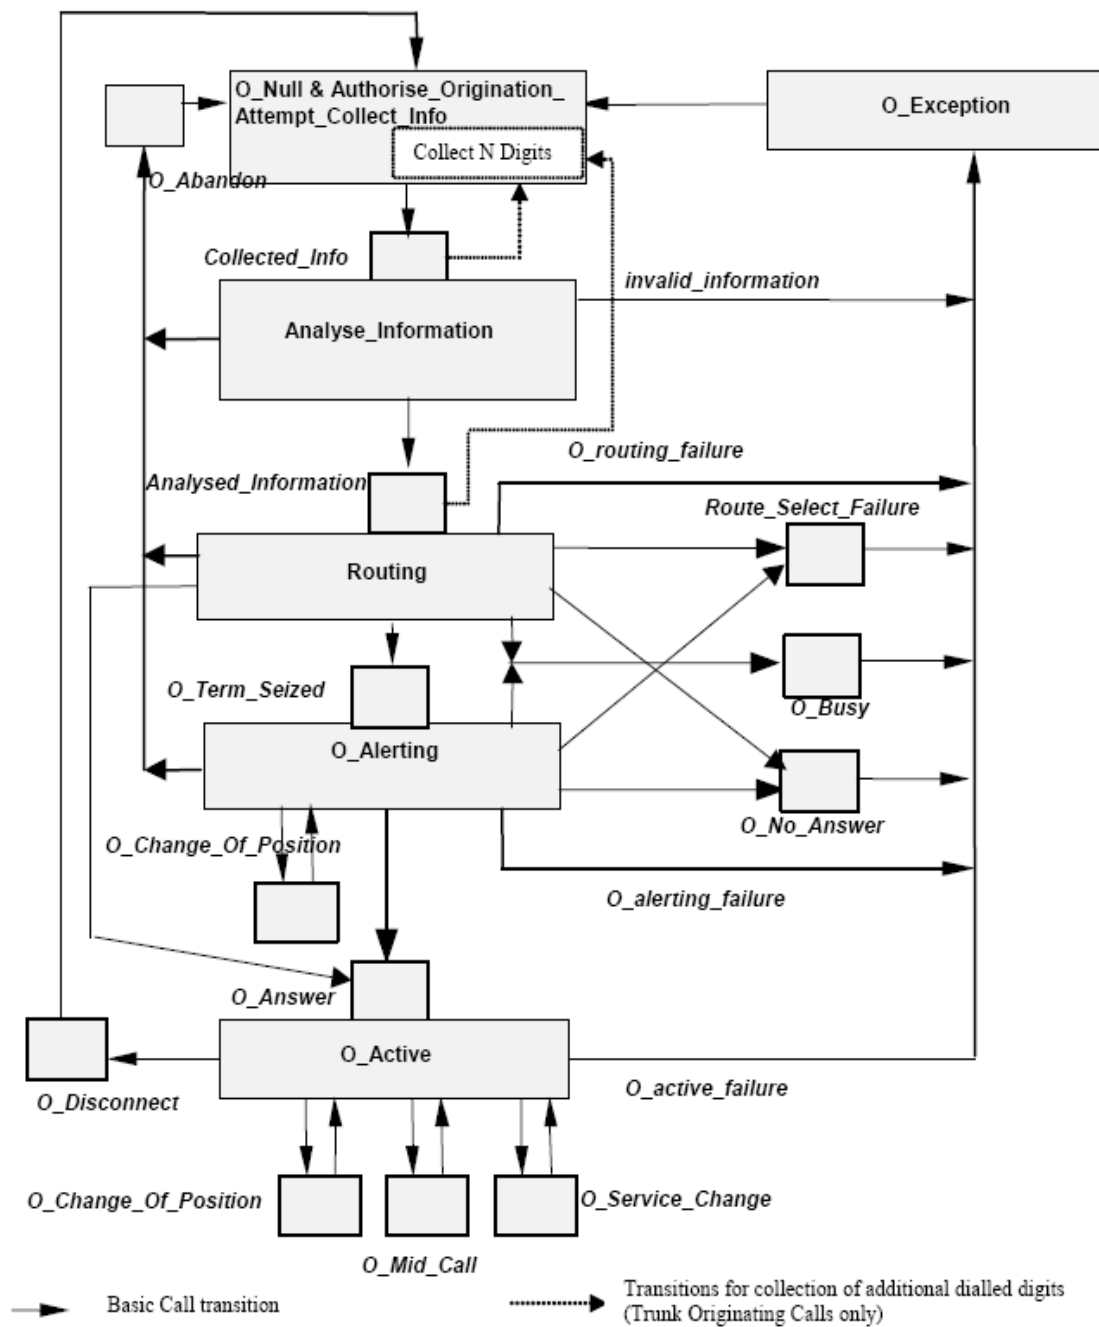 O_Null & Authorise_Origination_
Attempt_Collect_Info
O_Exception
Collect N Digits
O_Abandon
Collected_Info
invalid_information
Analyse_Information
O_routing_failure
Analysed_Information
Route_Select_Failure
Routing
O_Term_Seized
O_Busy
O_Alerting
O_No_Answer
O_Change_Of_Position
O_alerting_failure
O_Answer
O_Active
O_active_failure
O_Disconnect
O_Change_Of_Position
O_Service_Change
O_Mid_Call
Basic Call transition
Transitions for collection of additional dialled digits
(Trunk Originating Calls only)